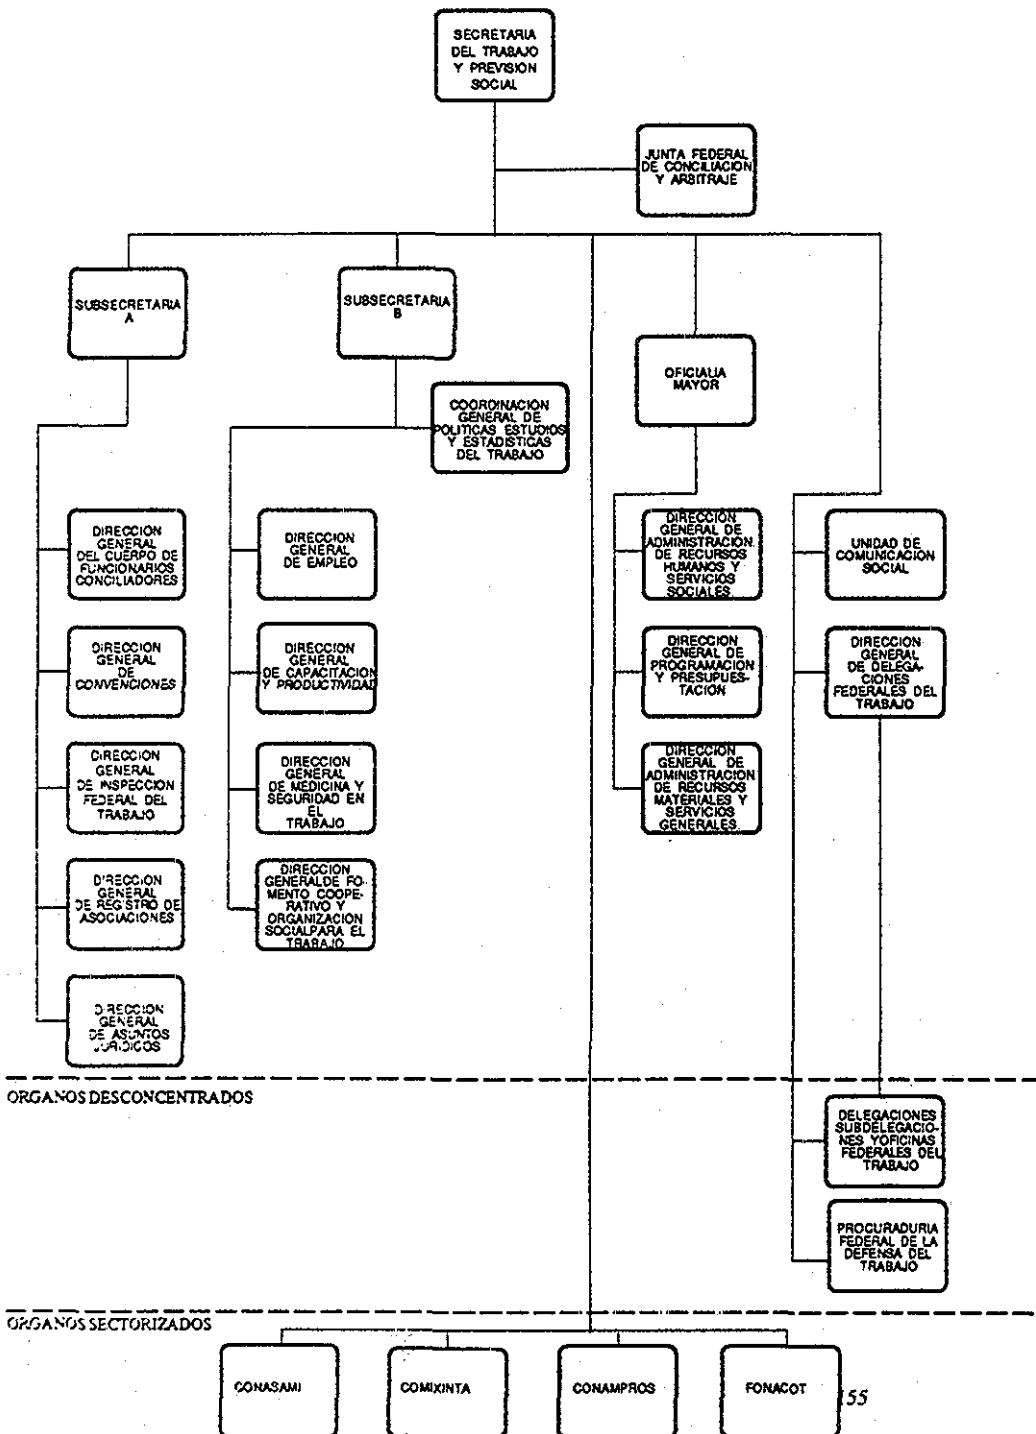 SECRETARIA
DEL TRABAJO
Y PREVISION
SOCIAL
JUNTA FEDERAL
DE CONCILIACION
Y ARBITRAJE
SUBSECRETARIA
A
SUBSECRETARIA
B
OFICIALIA
MAYOR
COORDINACION
GENERAL DE
POLITICAS ESTUDIOS
Y ESTADISTICAS
DEL TRABAJO
DIRECCION
GENERAL
DEL CUERPO DE
FUNCIONARIOS
CONCILIADORES
DIRECCION
GENERAL
DE
CONVENCIONES
DIRECCION
GENERAL
DE INSPECCION
FEDERAL DEL
TRABAJO
DIRECCION
GENERAL
DE REGISTRO DE
ASOCIACIONES
DIRECCION
GENERAL
DE ASUNTOS
JURIDICOS
DIRECCION
GENERAL
DE EMPLEO
DIRECCION
GENERAL
DE CAPACITACION
Y PRODUCTIVIDAD
DIRECCION
GENERAL
DE MEDICINA Y
SEGURIDAD EN
EL
TRABAJO
DIRECCION
GENERALDE FO-
MENTO COOPE-
RATIVO Y
ORGANIZACION
SOCIALPARA EL
TRABAJO
DIRECCION
GENERAL DE
ADMINISTRACION
DE RECURSOS
HUMANOS Y
SERVICIOS
SOCIALES
DIRECCION
GENERAL DE
PROGRAMACION
Y PRESUPUES-
TACION
DIRECCION
GENERAL DE
ADMINISTRACION
DE RECURSOS
MATERIALES Y
SERVICIOS
GENERALES
UNIDAD DE
COMUNICACION
SOCIAL
DIRECCION
GENERAL
DE DELEGA-
CIONES
FEDERALES DEL
TRABAJO
ORGANOS DESCONCENTRADOS
DELEGACIONES
SUBDELEGACIO-
NES YOFICINAS
FEDERALES DEL
TRABAJO
PROCURADURIA
FEDERAL DE LA
DEFENSA DEL
TRABAJO
ORGANOS SECTORIZADOS
CONASAMI
COMIXINTA
CONAMPROS
FONACOT
155